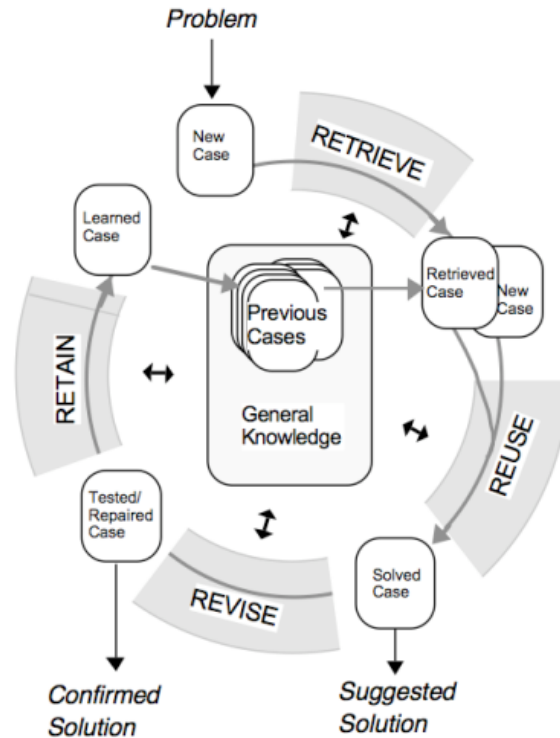 Problem
New
Case
RETRIEVE
Learned
Case
Retrieved
Case
New
Case
Previous
Cases
General
Knowledge
RETAIN
REUSE
Tested/
Repaired
Case
REVISE
Solved
Case
Confirmed
Solution
Suggested
Solution